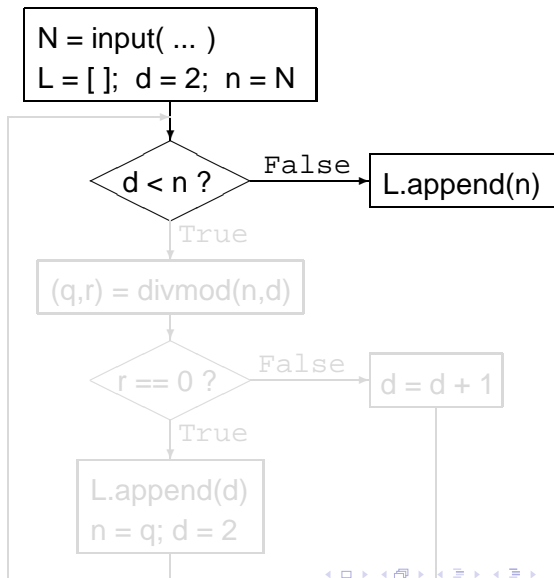 N = input( ... )
L = [ ]; d = 2; n = N
d < n ?
False
L.append(n)
True
(q,r) = divmod(n,d)
r == 0 ?
False
d = d + 1
True
L.append(d)
n = q; d = 2